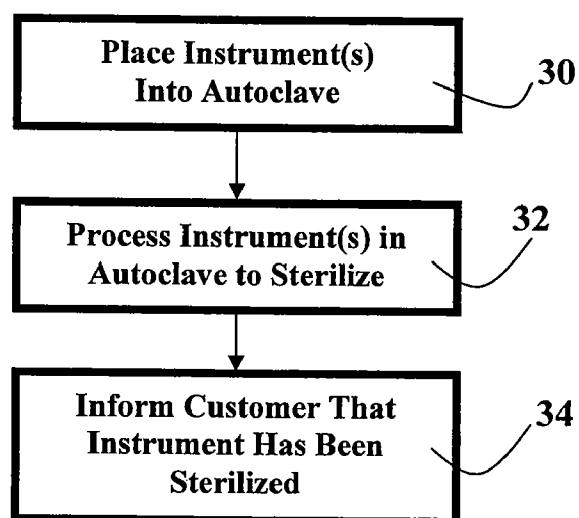 Place Instrument(s)
Into Autoclave
30
Process Instrument(s) in
Autoclave to Sterilize
32
Inform Customer That
Instrument Has Been
Sterilized
34